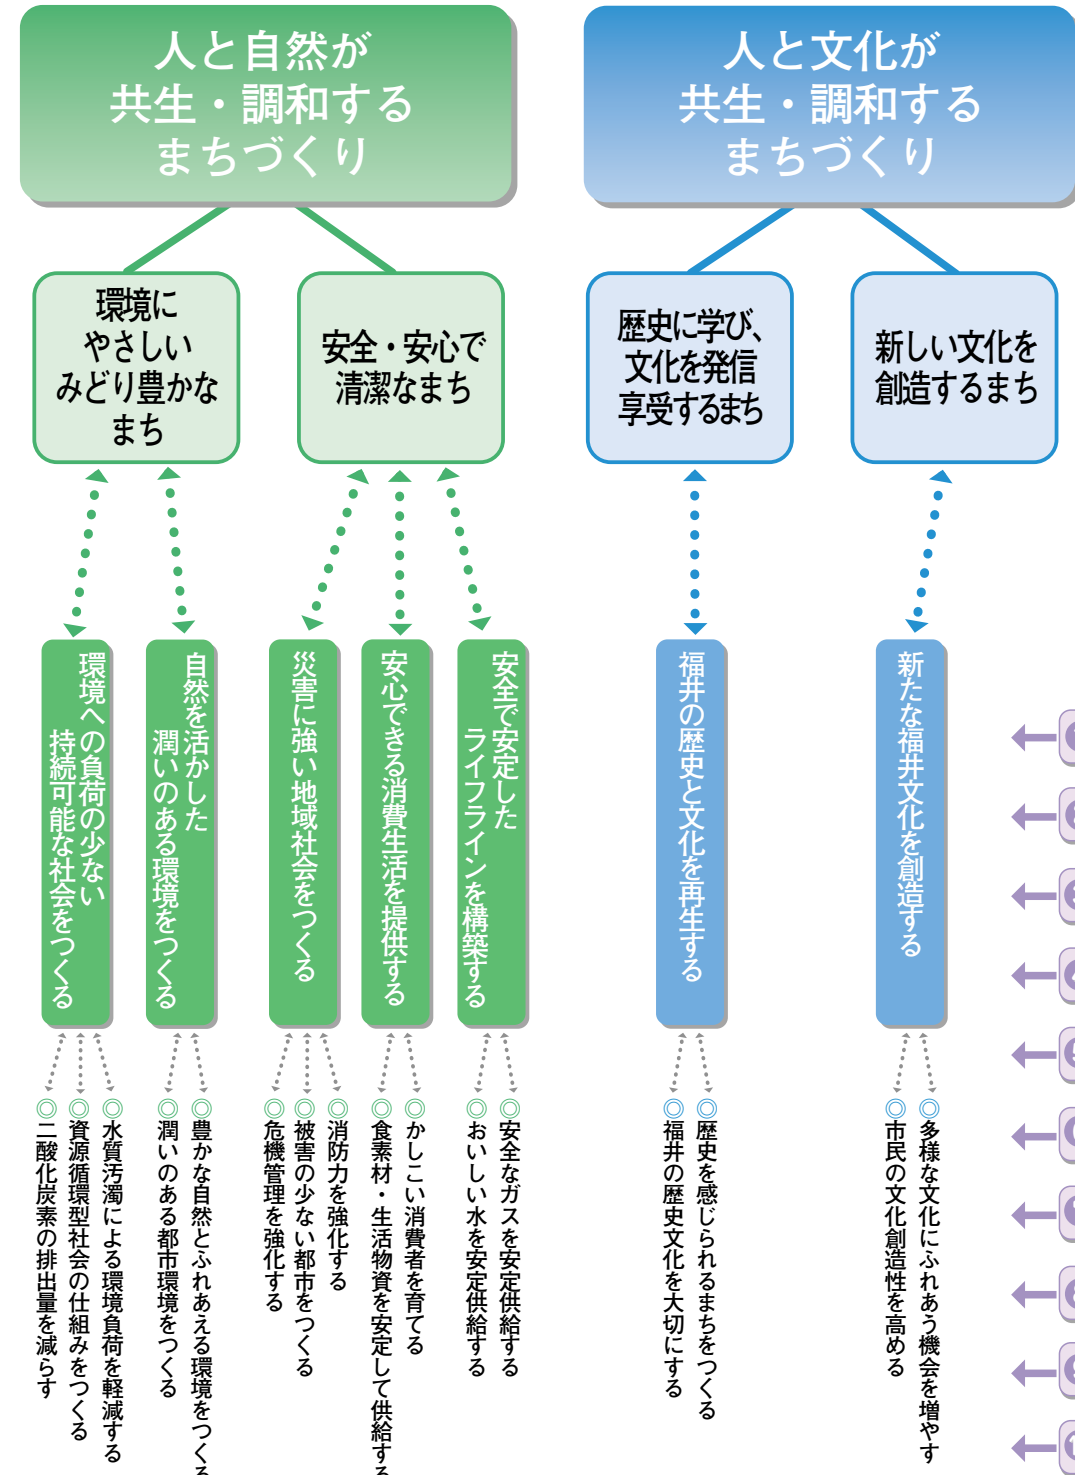 人と自然が
共生・調和する
まちづくり
人と文化が
共生・調和する
まちづくり
環境に
やさしい
みどり豊かな
まち
安全・安心で
清潔なまち
歴史に学び、
文化を発信
享受するまち
新しい文化を
創造するまち
環境への負荷の少ない
持続可能な社会をつくる
自然を活かした
潤いのある環境をつくる
災害に強い地域社会をつくる
安心できる消費生活を提供する
安全で安定した
ライフラインを構築する
福井の歴史と文化を再生する
新たな福井文化を創造する
◎水質汚濁による環境負荷を軽減する
◎資源循環型社会の仕組みをつくる
◎二酸化炭素の排出量を減らす
◎豊かな自然とふれあえる環境をつくる
◎潤いのある都市環境をつくる
◎消防力を強化する
◎被害の少ない都市をつくる
◎危機管理を強化する
◎かしこい消費者を育てる
◎食素材・生活物資を安定して供給する
◎安全なガスを安定供給する
◎おいしい水を安定供給する
◎歴史を感じられるまちをつくる
◎福井の歴史文化を大切にする
◎多様な文化にふれあう機会を増やす
◎市民の文化創造性を高める